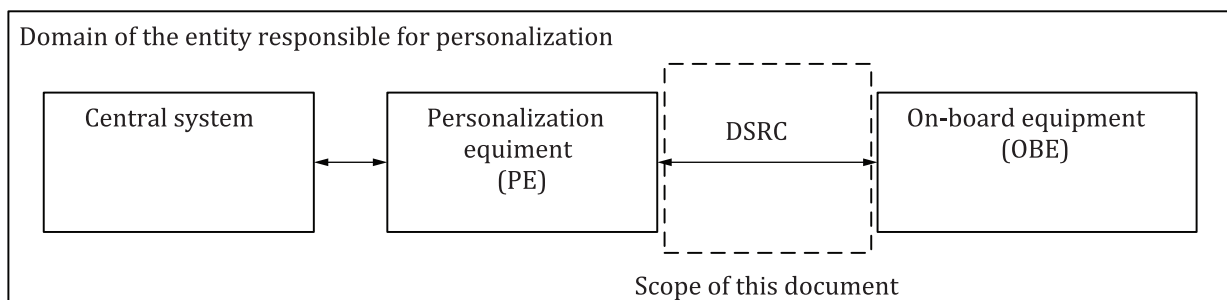 Domain of the entity responsible for personalization
Central system
Personalization
equiment
(PE)
DSRC
On-board equipment
(OBE)
Scope of this document